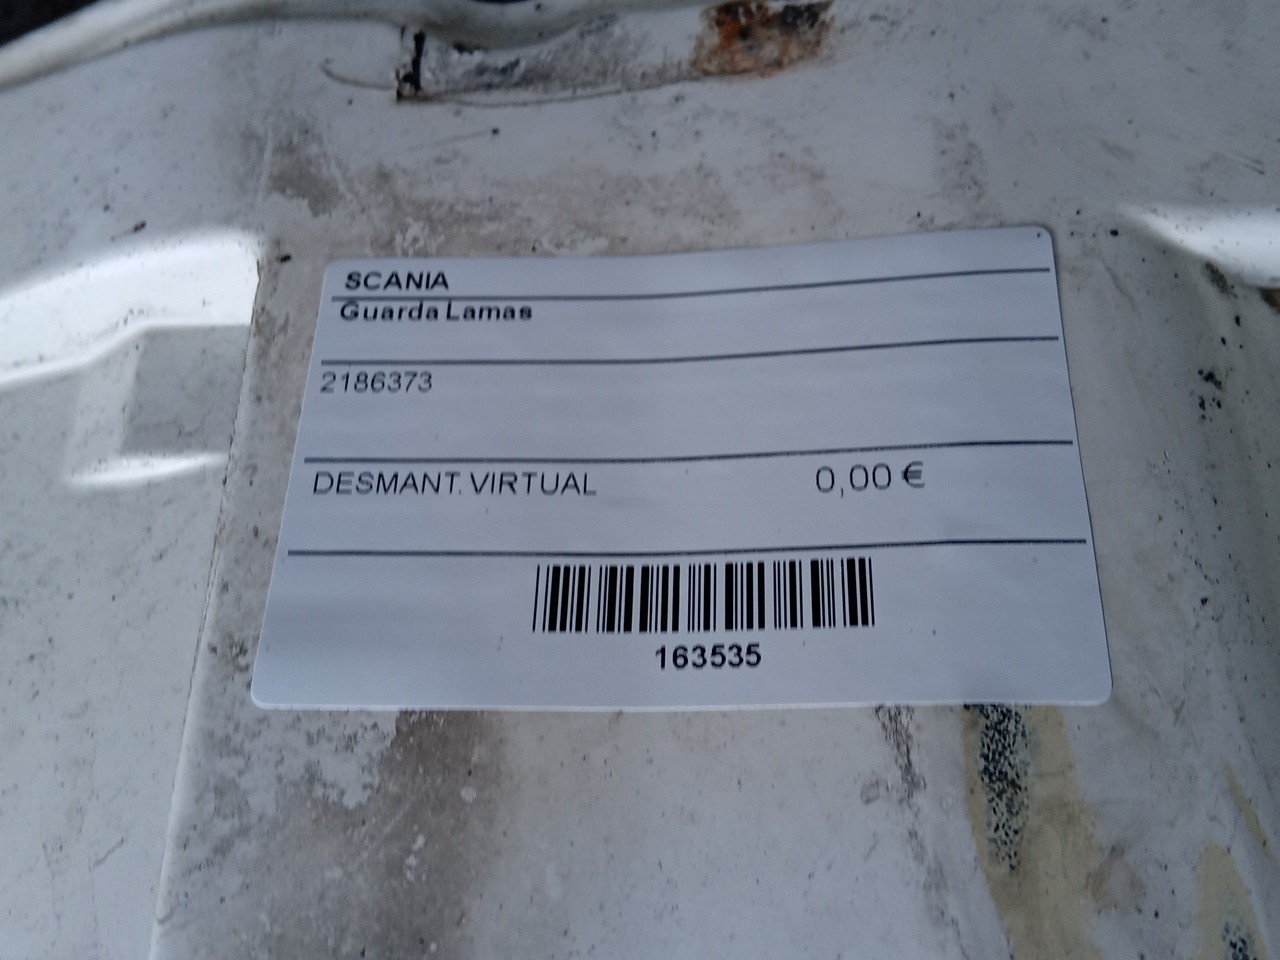 SCANIA
Guarda Lamas
2186373
DESMANT. VIRTUAL 0,00 €
163535